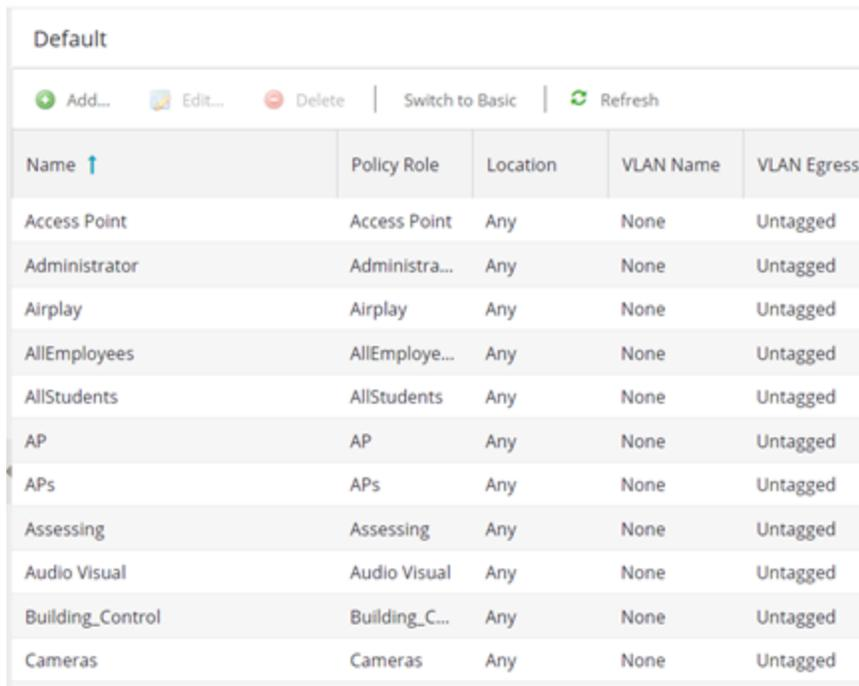 Default
Add... Edit... Delete Switch to Basic Refresh
Name Policy Role Location VLAN Name VLAN Egress
Access Point Access Point Any None Untagged
Administrator Administra... Any None Untagged
Airplay Airplay Any None Untagged
AllEmployees AllEmploye... Any None Untagged
AllStudents AllStudents Any None Untagged
AP AP Any None Untagged
APs APs Any None Untagged
Assessing Assessing Any None Untagged
Audio Visual Audio Visual Any None Untagged
Building_Control Building_C... Any None Untagged
Cameras Cameras Any None Untagged